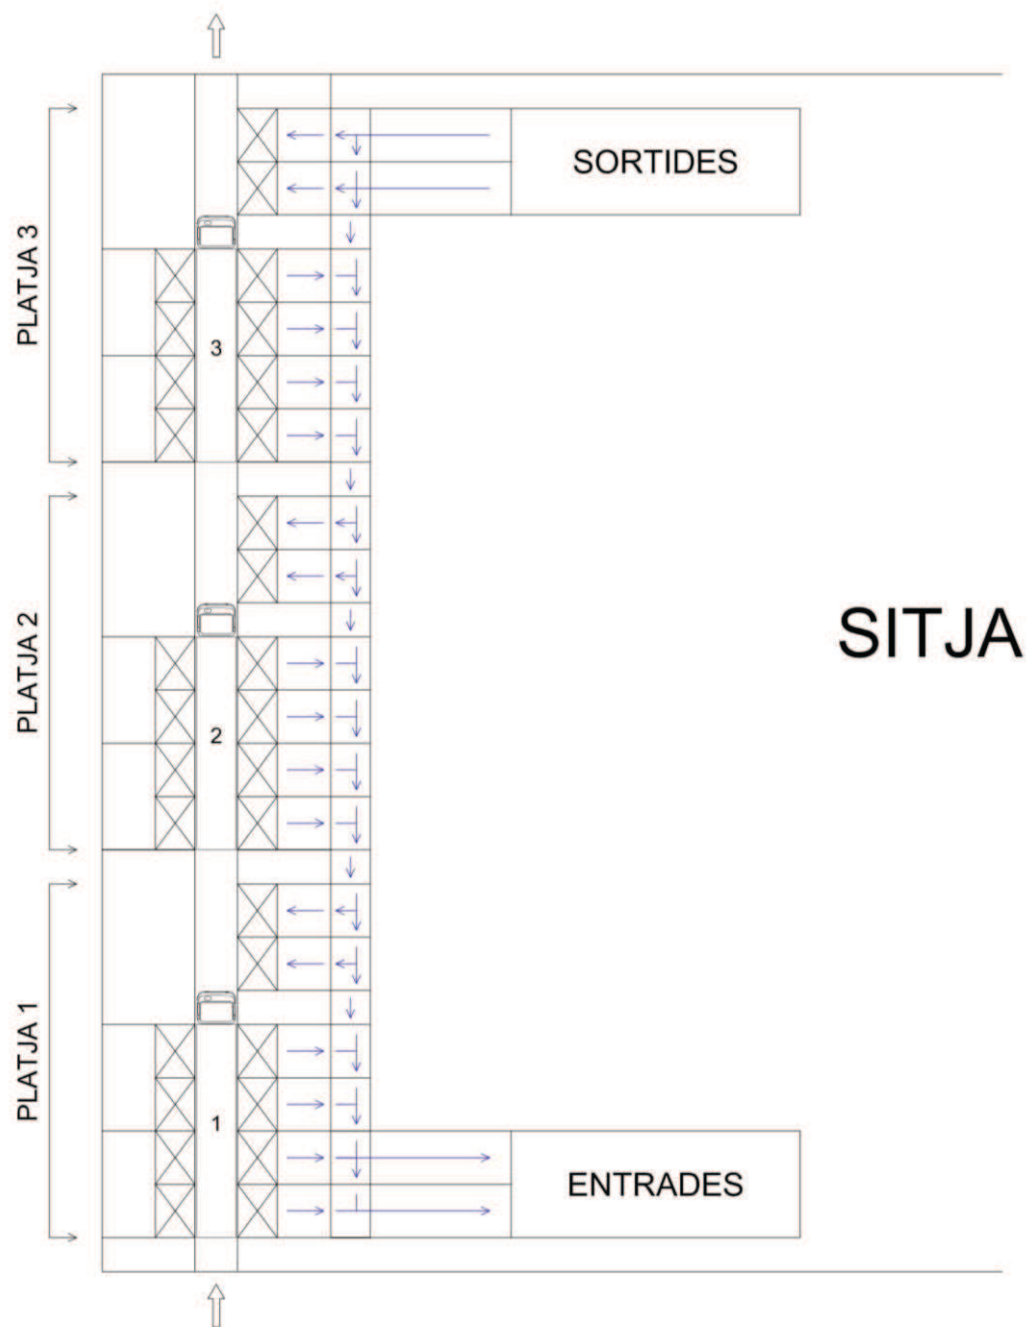 SORTIDES
PLATJA 3
3
PLATJA 2
SITJA
2
PLATJA 1
1
ENTRADES